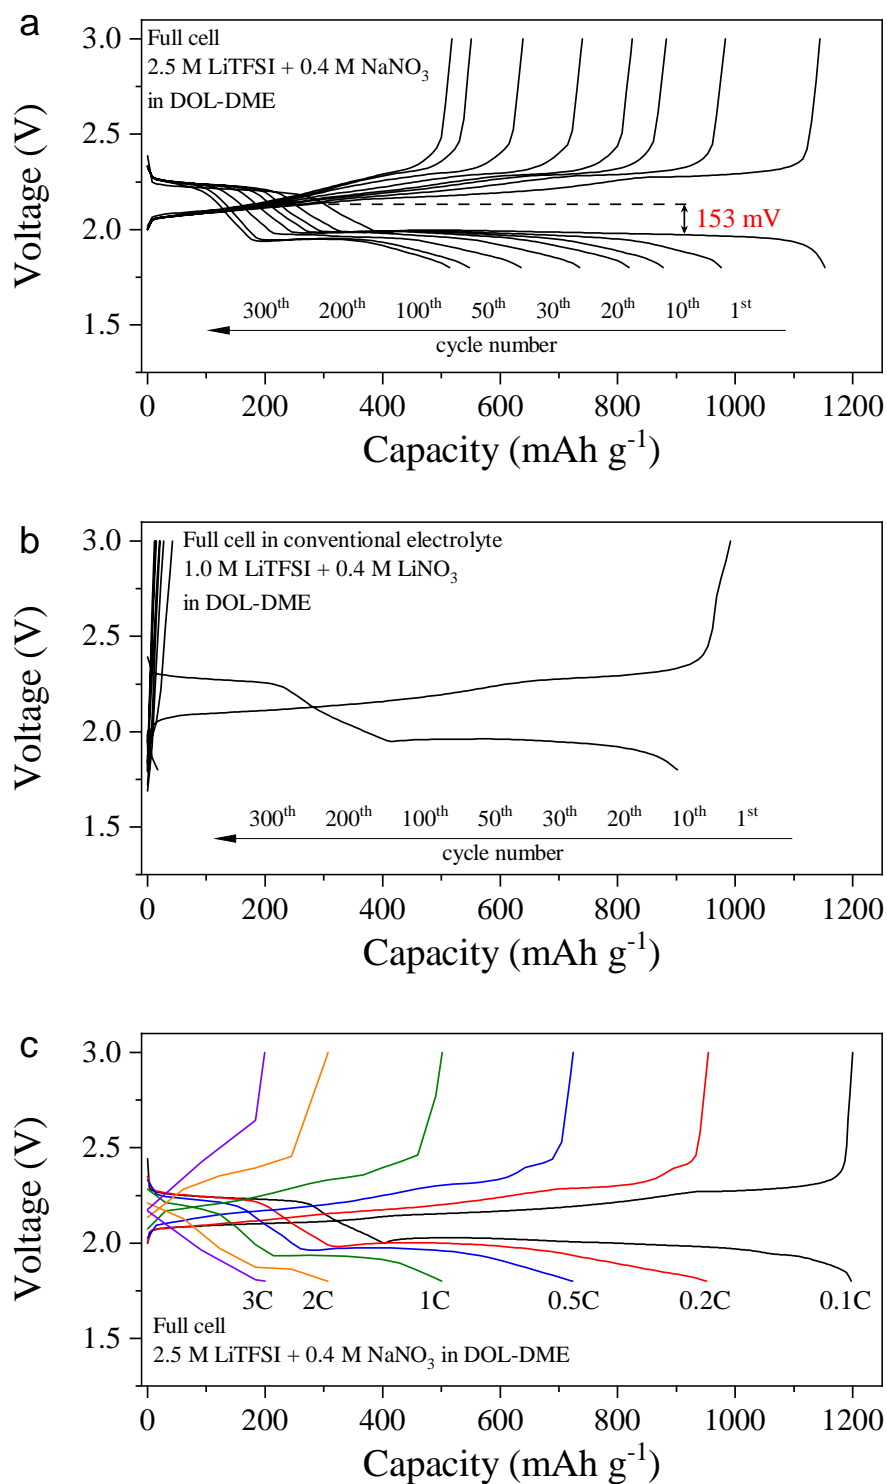 a
Full cell
2.5 M LiTFSI + 0.4 M NaNO₃
in DOL-DME
3.0
2.5
2.0
1.5
Voltage (V)
153 mV
300ᵗʰ 200ᵗʰ 100ᵗʰ 50ᵗʰ 30ᵗʰ 20ᵗʰ 10ᵗʰ 1ˢᵗ
cycle number
0 200 400 600 800 1000 1200
Capacity (mAh g⁻¹)
b
Full cell in conventional electrolyte
1.0 M LiTFSI + 0.4 M LiNO₃
in DOL-DME
3.0
2.5
2.0
1.5
Voltage (V)
300ᵗʰ 200ᵗʰ 100ᵗʰ 50ᵗʰ 30ᵗʰ 20ᵗʰ 10ᵗʰ 1ˢᵗ
cycle number
0 200 400 600 800 1000 1200
Capacity (mAh g⁻¹)
c
3.0
2.5
2.0
1.5
Voltage (V)
3C 2C 1C 0.5C 0.2C 0.1C
Full cell
2.5 M LiTFSI + 0.4 M NaNO₃ in DOL-DME
0 200 400 600 800 1000 1200
Capacity (mAh g⁻¹)